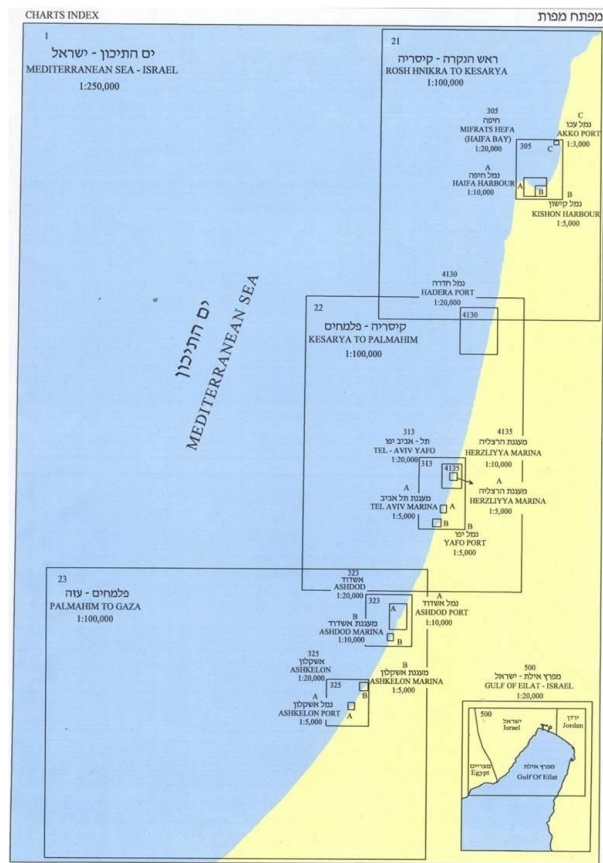 CHARTS INDEX
מפתח מפות
1
ים התיכון - ישראל
MEDITERRANEAN SEA - ISRAEL
1:250,000
21
ראש הנקרה - קיסריה
ROSH HNIKRA TO KESARYA
1:100,000
305
חיפה
MIFRATS HEFA
(HAIFA BAY)
1:20,000
C
נמל עכו
AKKO PORT
1:3,000
305
C
A
נמל חיפה
HAIFA HARBOUR
1:10,000
A
B
B
נמל קישון
KISHON HARBOUR
1:5,000
4130
נמל חדרה
HADERA PORT
1:20,000
4130
22
קיסריה - פלמחים
KESARYA TO PALMAHIM
1:100,000
ים התיכון
MEDITERRANEAN SEA
313
תל - אביב יפו
TEL - AVIV YAFO
1:20,000
4135
מעגנת הרצליה
HERZLIYYA MARINA
1:10,000
313
4135
A
מעגנת הרצליה
HERZLIYYA MARINA
1:5,000
A
מעגנת תל אביב
TEL AVIV MARINA
1:5,000
A
B
B
נמל יפו
YAFO PORT
1:5,000
23
פלמחים - עזה
PALMAHIM TO GAZA
1:100,000
323
אשדוד
ASHDOD
1:20,000
323
A
A
נמל אשדוד
ASHDOD PORT
1:10,000
B
מעגנת אשדוד
ASHDOD MARINA
1:10,000
B
325
אשקלון
ASHKELON
1:20,000
325
B
B
מעגנת אשקלון
ASHKELON MARINA
1:5,000
A
נמל אשקלון
ASHKELON PORT
1:5,000
A
500
מפרץ אילת - ישראל
GULF OF EILAT - ISRAEL
1:20,000
500
ישראל
Israel
ירדן
Jordan
מצריים
Egypt
מפרץ אילת
Gulf Of Eilat